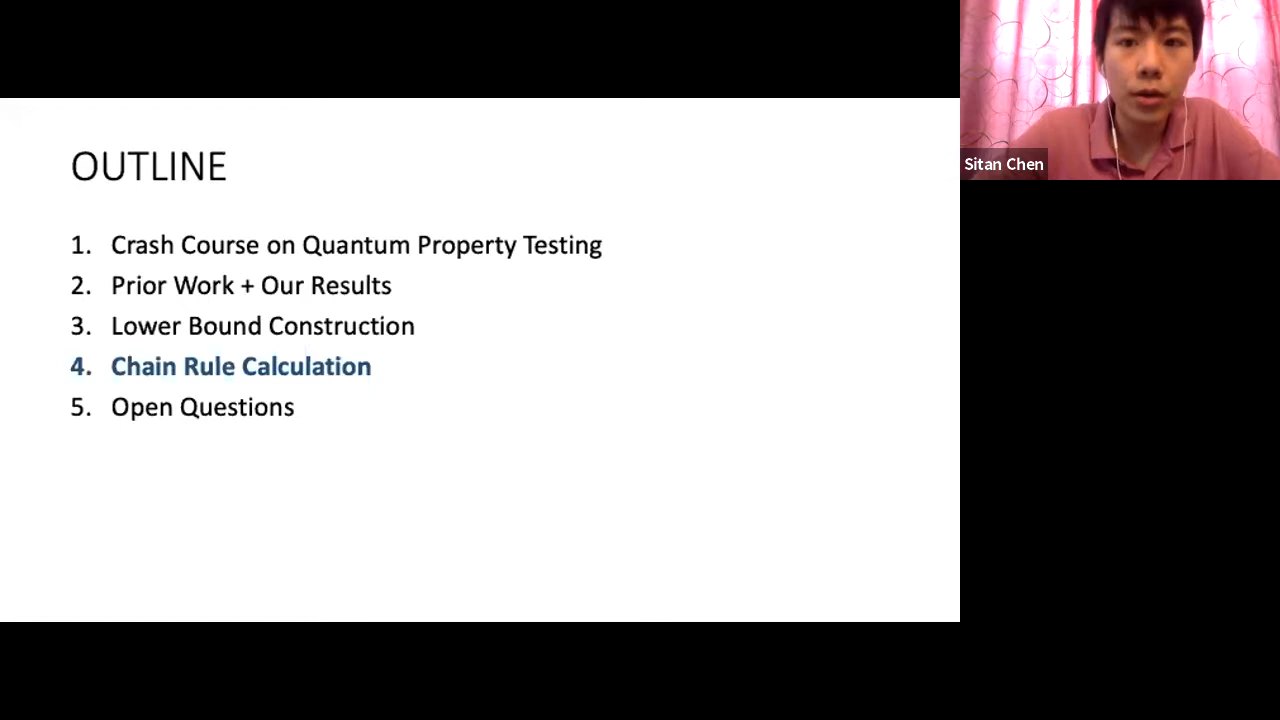 OUTLINE
1. Crash Course on Quantum Property Testing
2. Prior Work + Our Results
3. Lower Bound Construction
4. Chain Rule Calculation
5. Open Questions
Sitan Chen